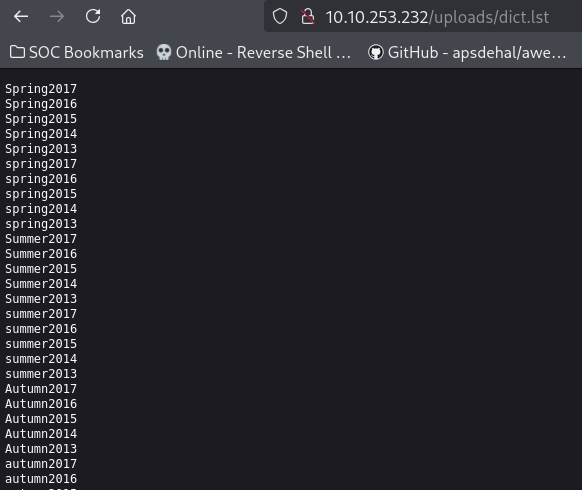 10.10.253.232/uploads/dict.lst
SOC Bookmarks Online - Reverse Shell ... GitHub - apsdehal/awe...
Spring2017
Spring2016
Spring2015
Spring2014
Spring2013
spring2017
spring2016
spring2015
spring2014
spring2013
Summer2017
Summer2016
Summer2015
Summer2014
Summer2013
summer2017
summer2016
summer2015
summer2014
summer2013
Autumn2017
Autumn2016
Autumn2015
Autumn2014
Autumn2013
autumn2017
autumn2016